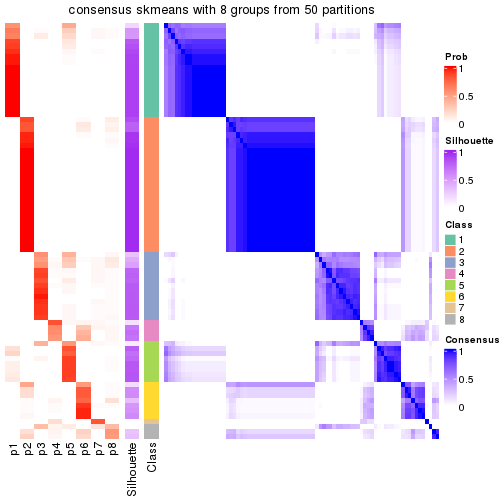 consensus skmeans with 8 groups from 50 partitions
Prob
1
0.5
0
Silhouette
1
0.5
0
Class
1
2
3
4
5
6
7
8
Consensus
1
0.5
0
p1
p2
p3
p4
p5
p6
p7
p8
Silhouette
Class